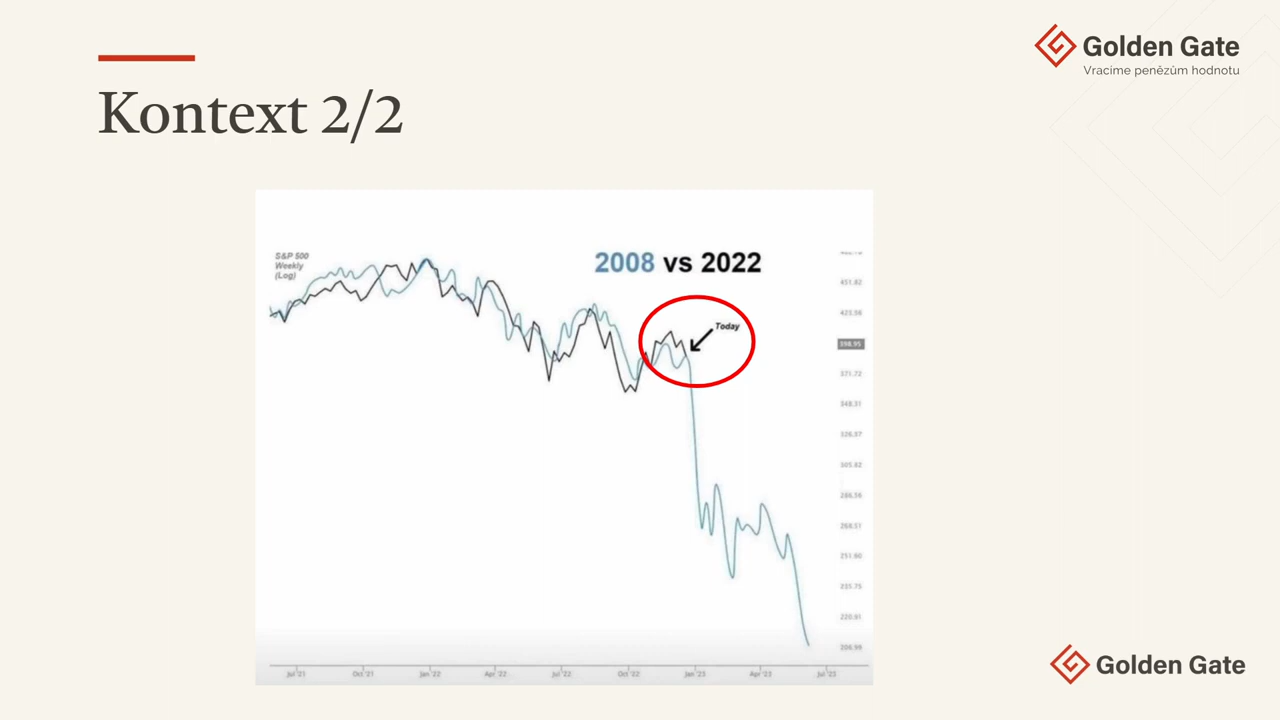 Golden Gate
Vracíme penězům hodnotu
Kontext 2/2
S&P 500
Weekly
(Log)
2008 vs 2022
Today
451.82
423.56
398.95
371.72
348.31
326.37
305.82
286.56
268.51
251.60
235.75
220.91
206.99
Jul '21
Oct '21
Jan '22
Apr '22
Jul '22
Oct '22
Jan '23
Apr '23
Jul '23
Golden Gate